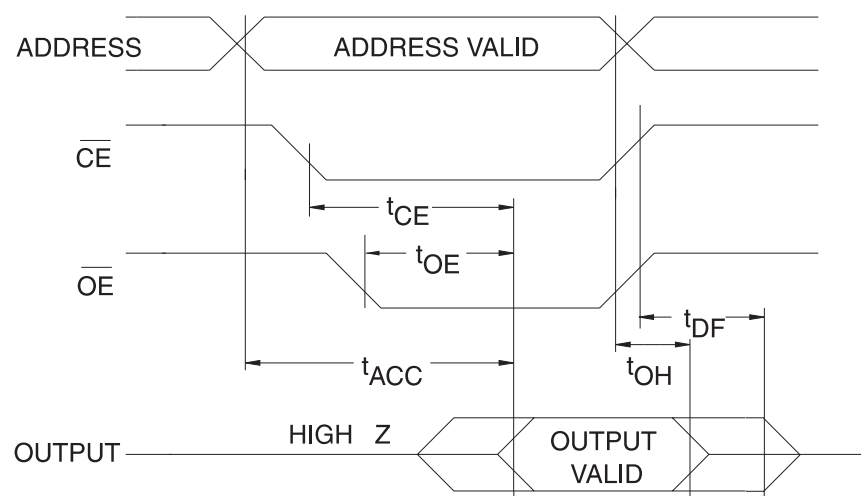 ADDRESS
ADDRESS VALID
CE
tCE
OE
tOE
tDF
tACC
tOH
OUTPUT
HIGH Z
OUTPUT
VALID